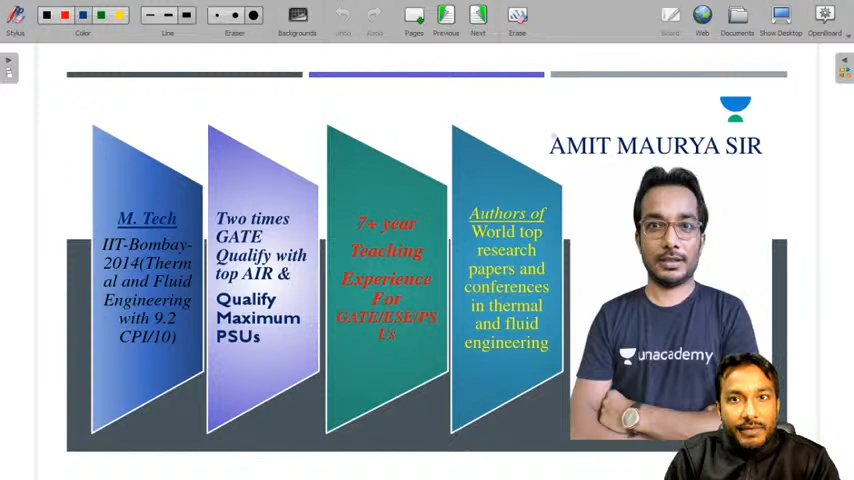 Stylus
Color
Line
Eraser
Backgrounds
Undo
Redo
Pages
Previous
Next
Erase
Board
Web
Documents
Show Desktop
OpenBoard
AMIT MAURYA SIR
M. Tech
IIT-Bombay-
2014(Therm
al and Fluid
Engineering
with 9.2
CPI/10)
Two times
GATE
Qualify with
top AIR &
Qualify
Maximum
PSUs
7+ year
Teaching
Experience
For
GATE/ESE/PS
Us
Authors of
World top
research
papers and
conferences
in thermal
and fluid
engineering
unacademy